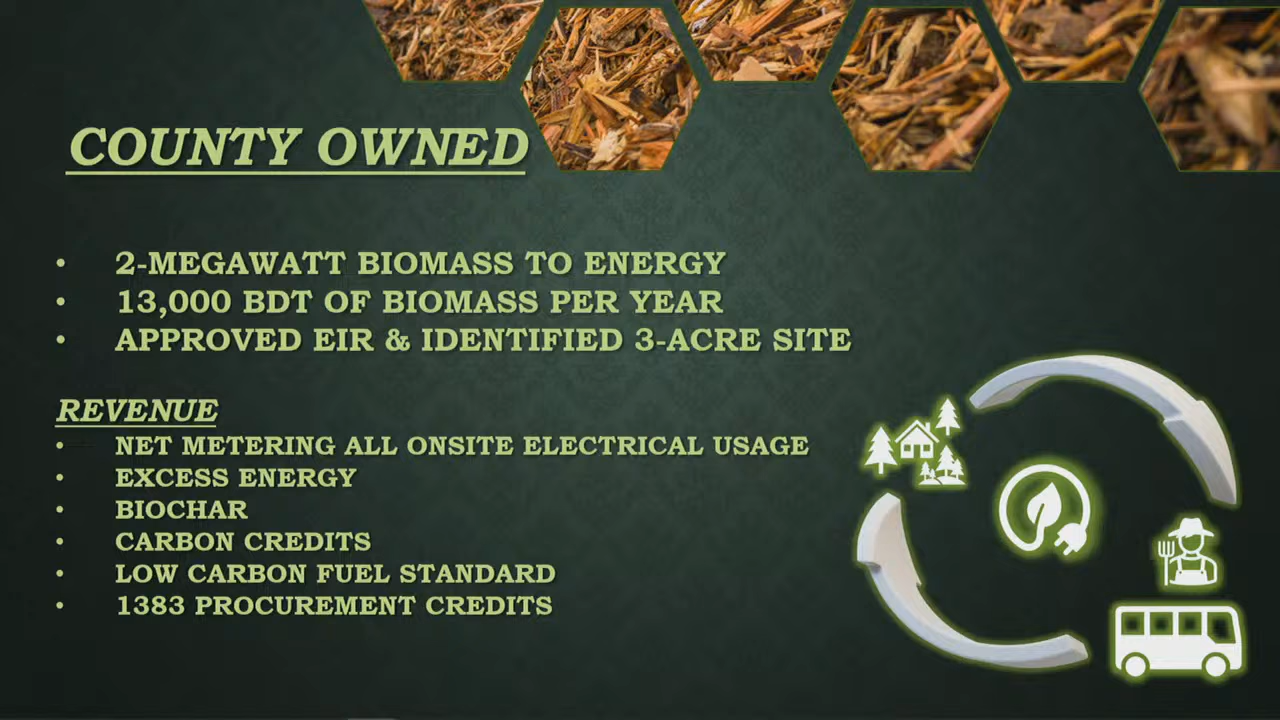 COUNTY OWNED
• 2-MEGAWATT BIOMASS TO ENERGY
• 13,000 BDT OF BIOMASS PER YEAR
• APPROVED EIR & IDENTIFIED 3-ACRE SITE
REVENUE
• NET METERING ALL ONSITE ELECTRICAL USAGE
• EXCESS ENERGY
• BIOCHAR
• CARBON CREDITS
• LOW CARBON FUEL STANDARD
• 1383 PROCUREMENT CREDITS